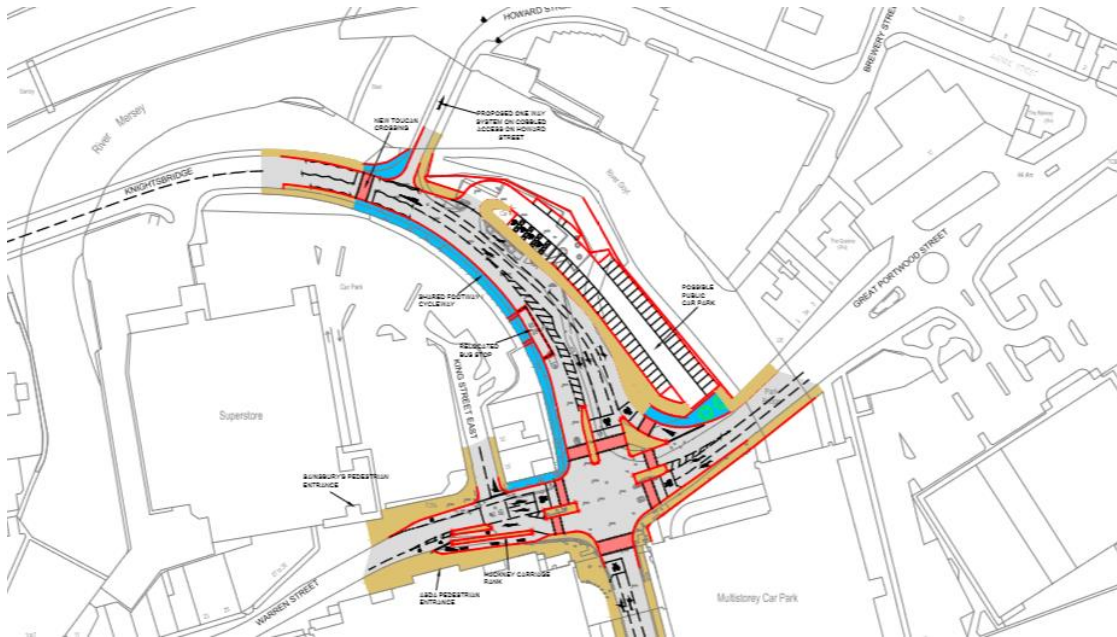 HOWARD
BREWERY STREET
River Mersey
NEW TOUCAN
CROSSING
PROPOSED ONE WAY
SYSTEM ON COBBLED
ACCESS ON HOWARD
STREET
KNIGHTSBRIDGE
River Goyt
GREAT PORTWOOD STREET
Car Park
SHARED FOOTWAY /
CYCLEWAY
POSSIBLE
PUBLIC
CAR PARK
RELOCATED
BUS STOP
KING STREET EAST
Superstore
SAINSBURY'S PEDESTRIAN
ENTRANCE
HACKNEY CARRIAGE
RANK
ASDA PEDESTRIAN
ENTRANCE
WARREN STREET
Multistorey Car Park